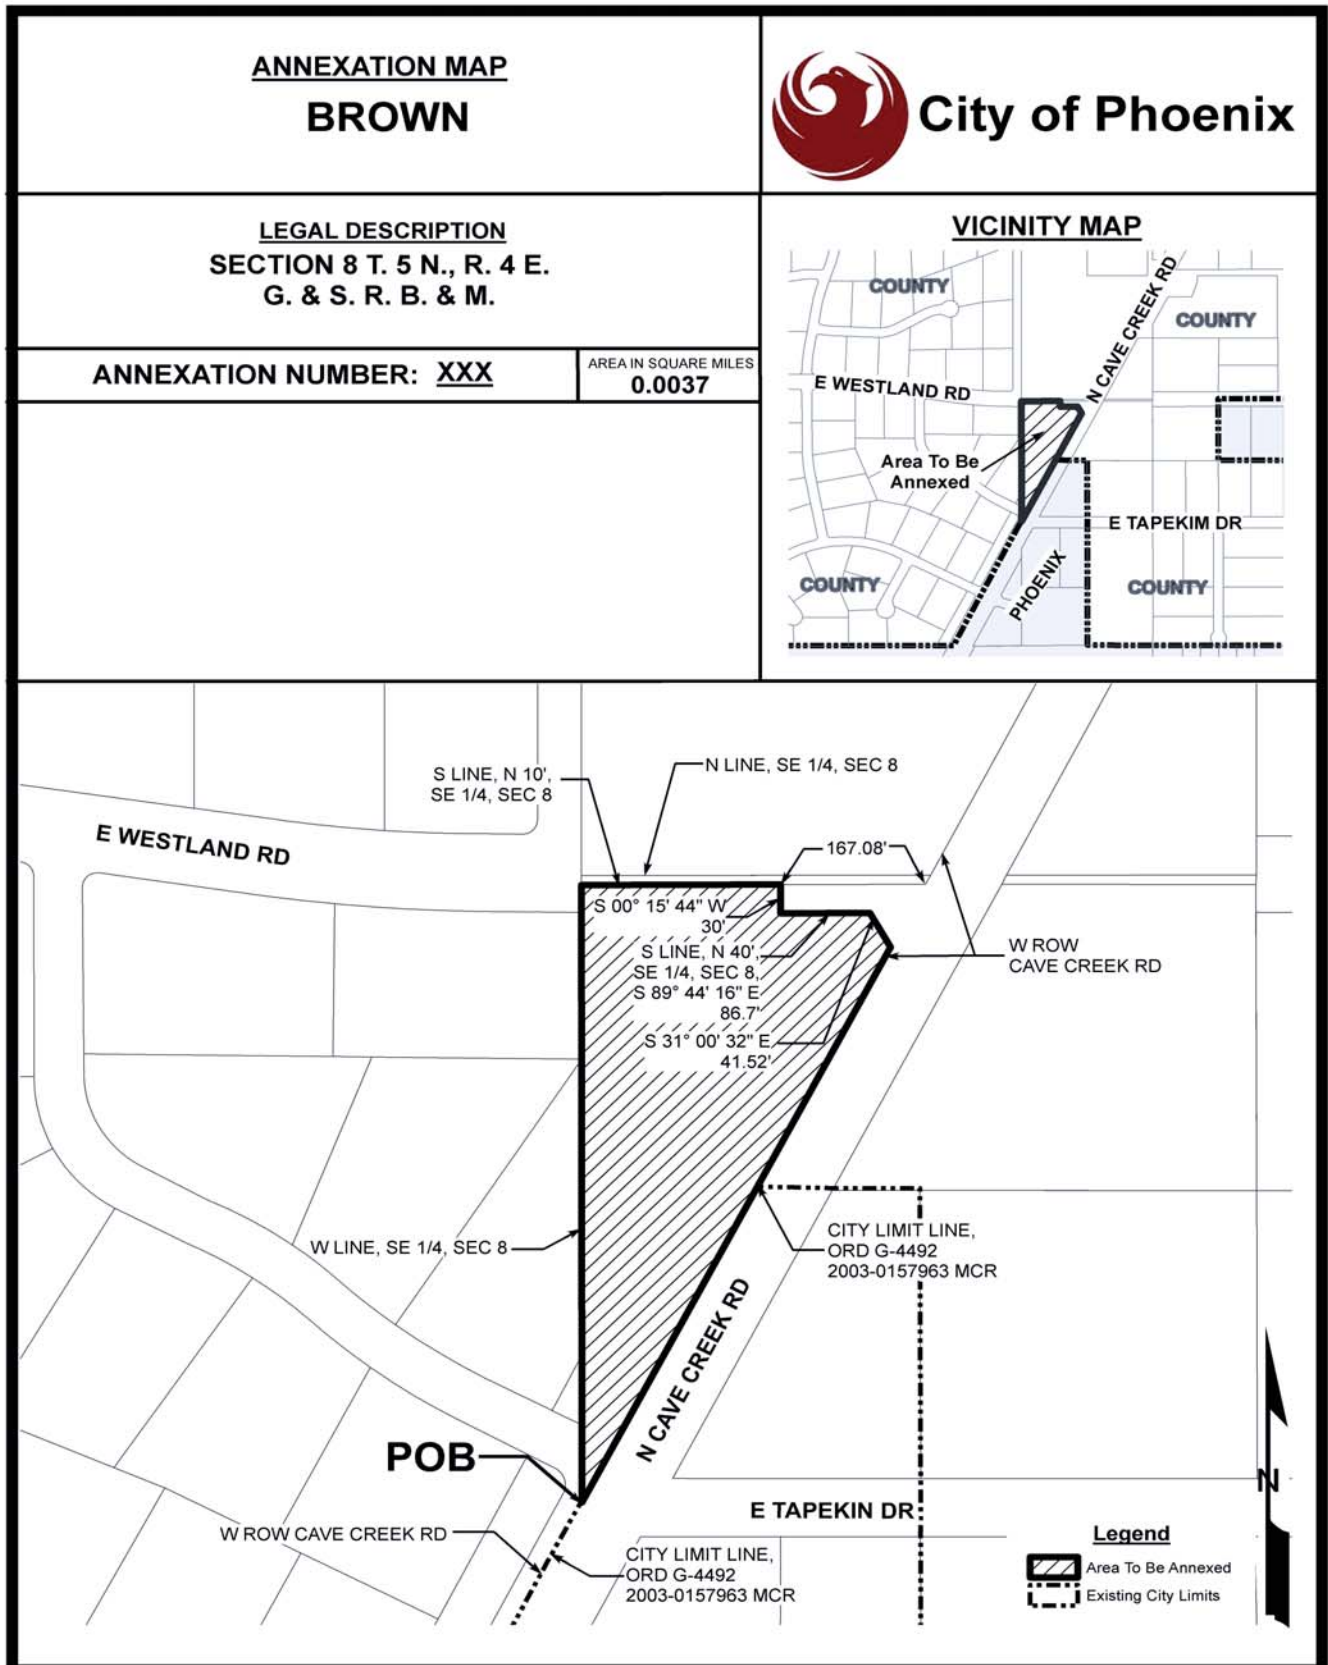 ANNEXATION MAP
BROWN
City of Phoenix
LEGAL DESCRIPTION
SECTION 8 T. 5 N., R. 4 E.
G. & S. R. B. & M.
ANNEXATION NUMBER: XXX
AREA IN SQUARE MILES
0.0037
VICINITY MAP
COUNTY
N CAVE CREEK RD
COUNTY
E WESTLAND RD
Area To Be
Annexed
E TAPEKIM DR
PHOENIX
COUNTY
COUNTY
S LINE, N 10',
SE 1/4, SEC 8
N LINE, SE 1/4, SEC 8
E WESTLAND RD
167.08'
S 00° 15' 44" W
30'
S LINE, N 40',
SE 1/4, SEC 8,
S 89° 44' 16" E
86.7'
S 31° 00' 32" E
41.52'
W ROW
CAVE CREEK RD
W LINE, SE 1/4, SEC 8
CITY LIMIT LINE,
ORD G-4492
2003-0157963 MCR
N CAVE CREEK RD
POB
W ROW CAVE CREEK RD
E TAPEKIN DR
CITY LIMIT LINE,
ORD G-4492
2003-0157963 MCR
N
Legend
Area To Be Annexed
Existing City Limits